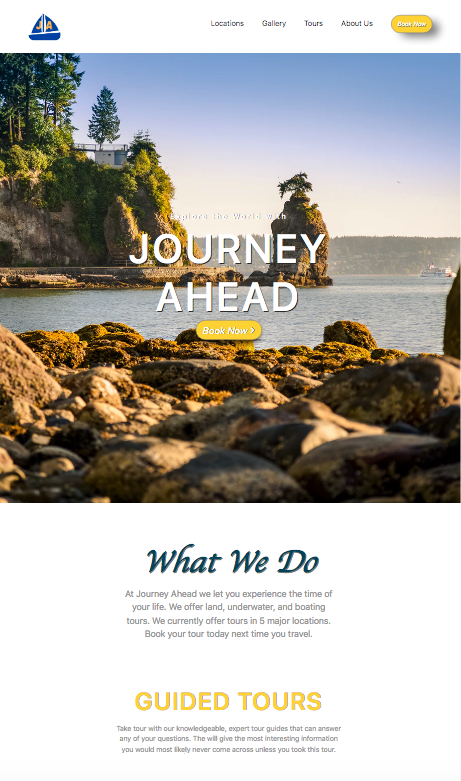 JA
Locations Gallery Tours About Us Book Now
Explore the World with
JOURNEY
AHEAD
Book Now >
What We Do
At Journey Ahead we let you experience the time of
your life. We offer land, underwater, and boating
tours. We currently offer tours in 5 major locations.
Book your tour today next time you travel.
GUIDED TOURS
Take tour with our knowledgeable, expert tour guides that can answer
any of your questions. The will give the most interesting information
you would most likely never come across unless you took this tour.